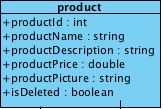 product
+productId : int
+productName : string
+productDescription : string
+productPrice : double
+productPicture : string
+isDeleted : boolean